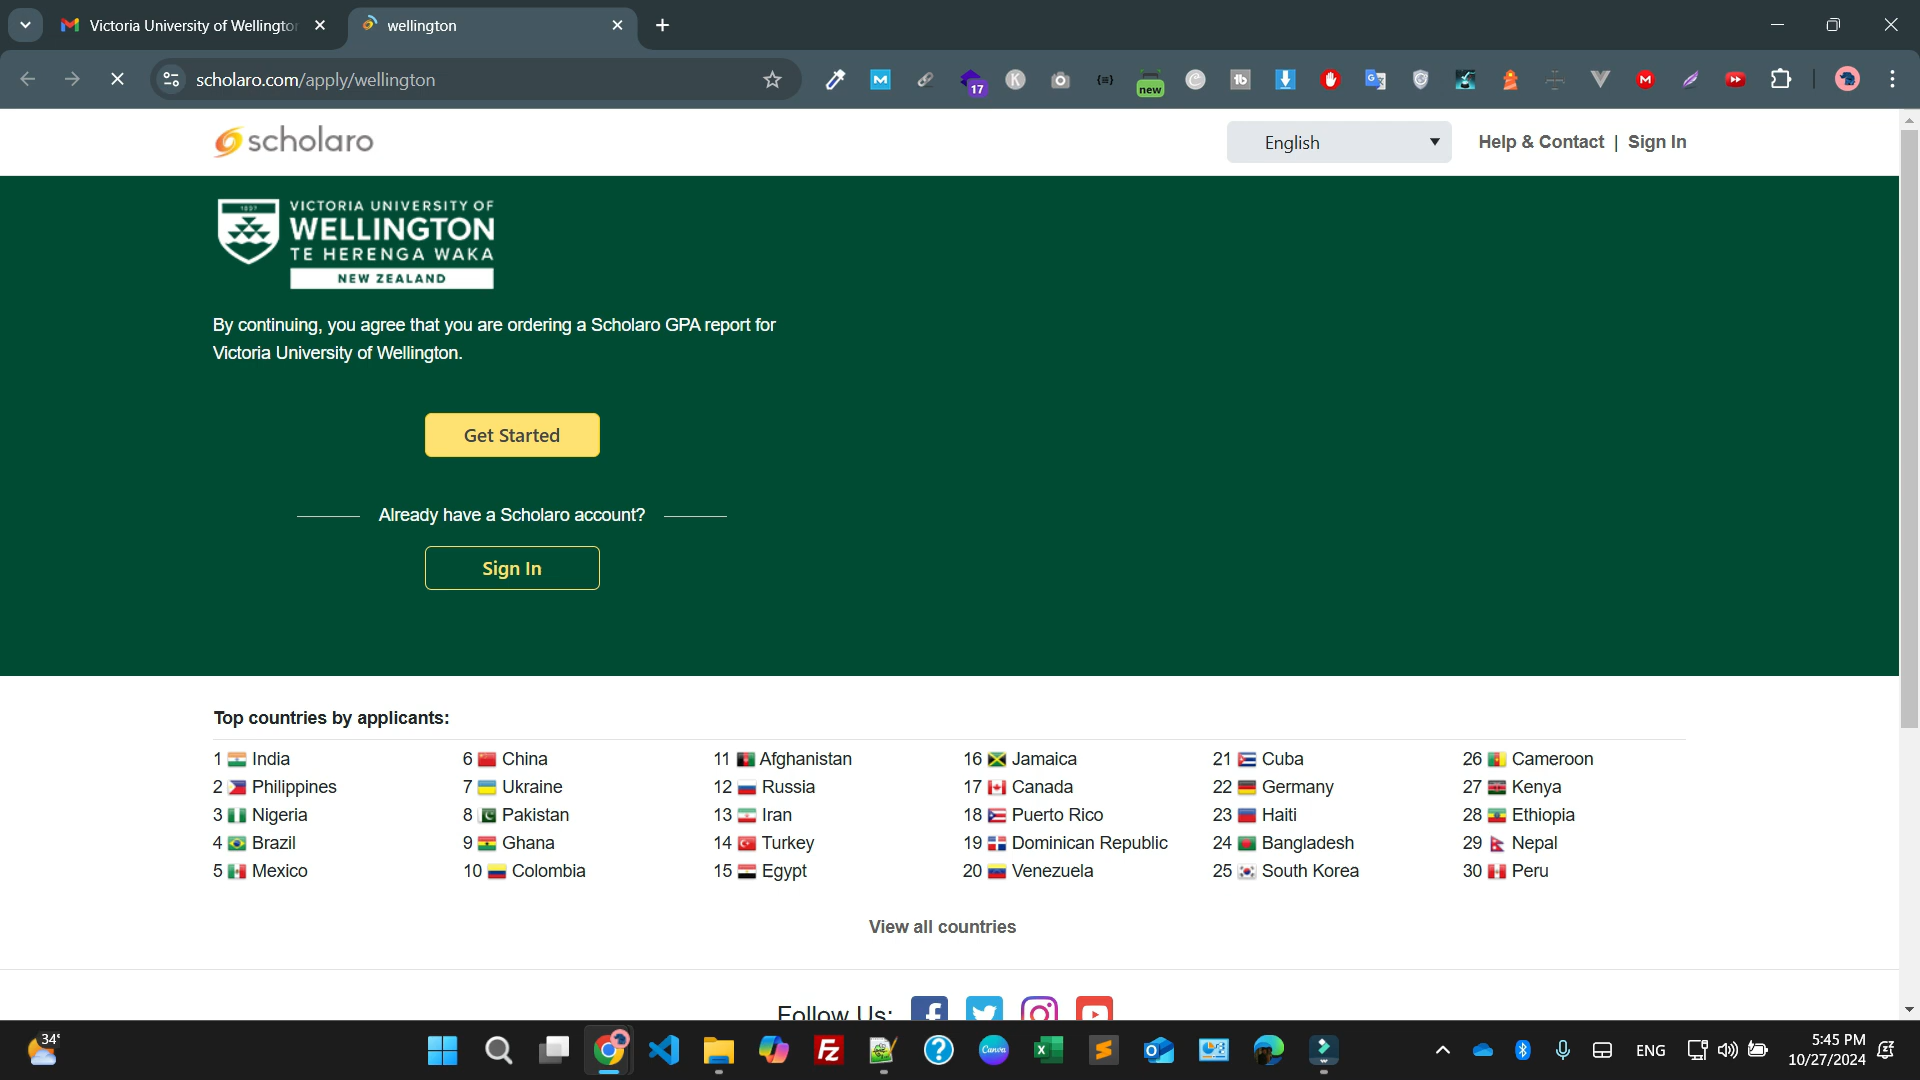 Victoria University of Wellingto
wellington
scholaro.com/apply/wellington
17
new
scholaro
English
Help & Contact | Sign In
1897
VICTORIA UNIVERSITY OF
WELLINGTON
TE HERENGA WAKA
NEW ZEALAND
By continuing, you agree that you are ordering a Scholaro GPA report for
Victoria University of Wellington.
Get Started
Already have a Scholaro account?
Sign In
Top countries by applicants:
1 India
2 Philippines
3 Nigeria
4 Brazil
5 Mexico
6 China
7 Ukraine
8 Pakistan
9 Ghana
10 Colombia
11 Afghanistan
12 Russia
13 Iran
14 Turkey
15 Egypt
16 Jamaica
17 Canada
18 Puerto Rico
19 Dominican Republic
20 Venezuela
21 Cuba
22 Germany
23 Haiti
24 Bangladesh
25 South Korea
26 Cameroon
27 Kenya
28 Ethiopia
29 Nepal
30 Peru
View all countries
Follow Us:
34°
Fz
Canva
ENG
5:45 PM
10/27/2024